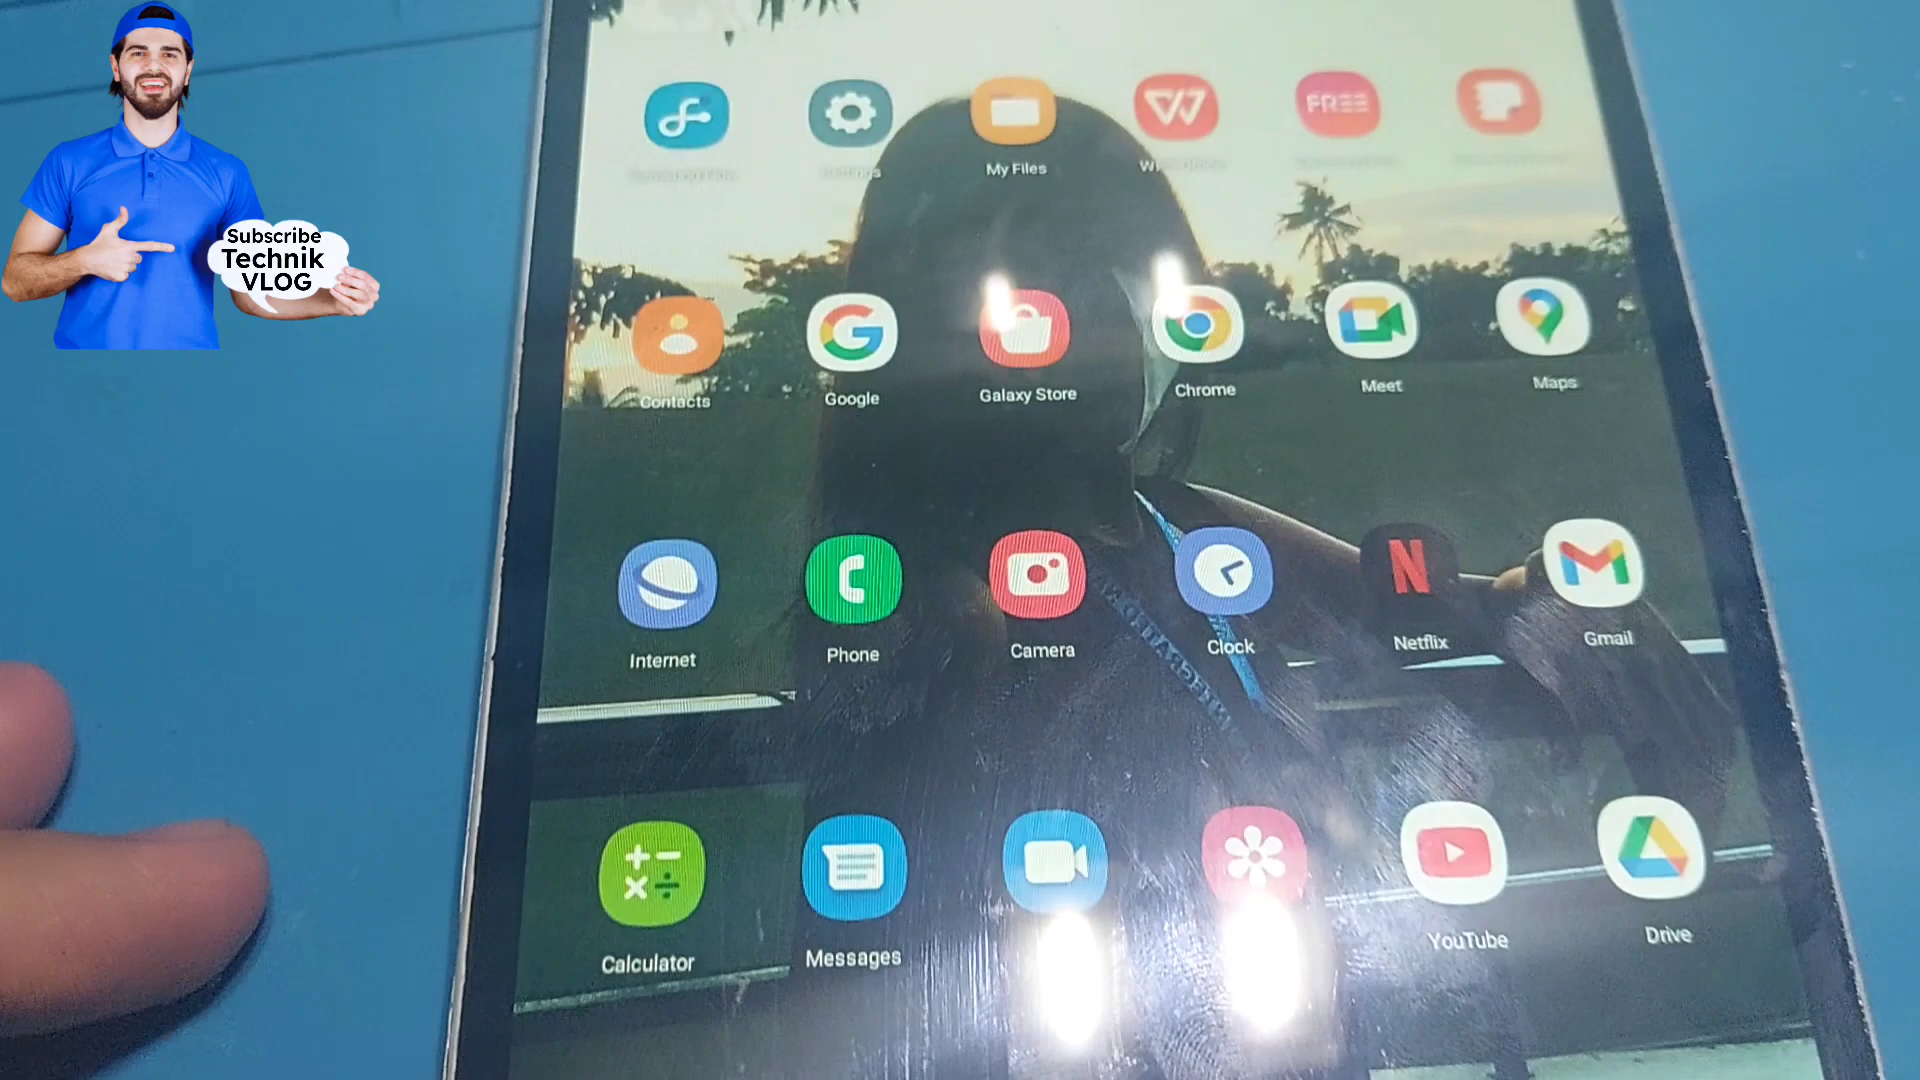 Subscribe
Technik
VLOG
FREE
Settings
My Files
Contacts
Google
Galaxy Store
Chrome
Meet
Maps
Internet
Phone
Camera
Clock
Netflix
Gmail
Calculator
Messages
YouTube
Drive